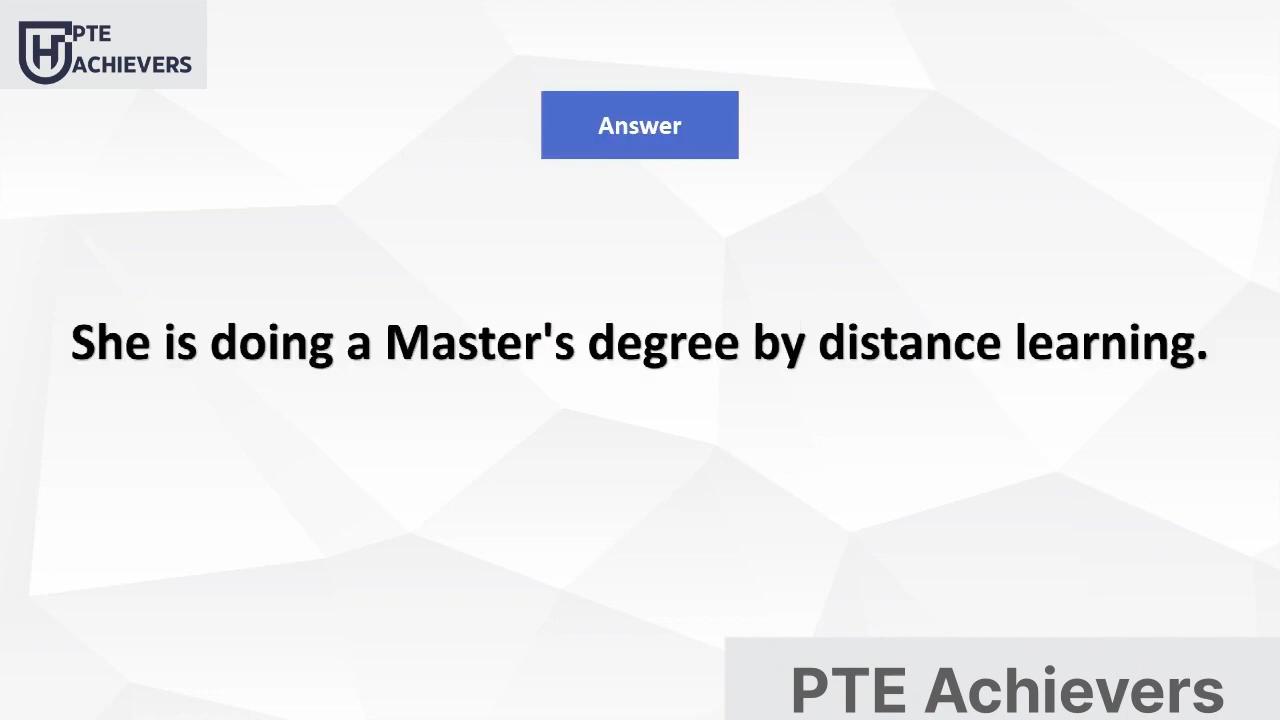 PTE
ACHIEVERS
Answer
She is doing a Master's degree by distance learning.
PTE Achievers